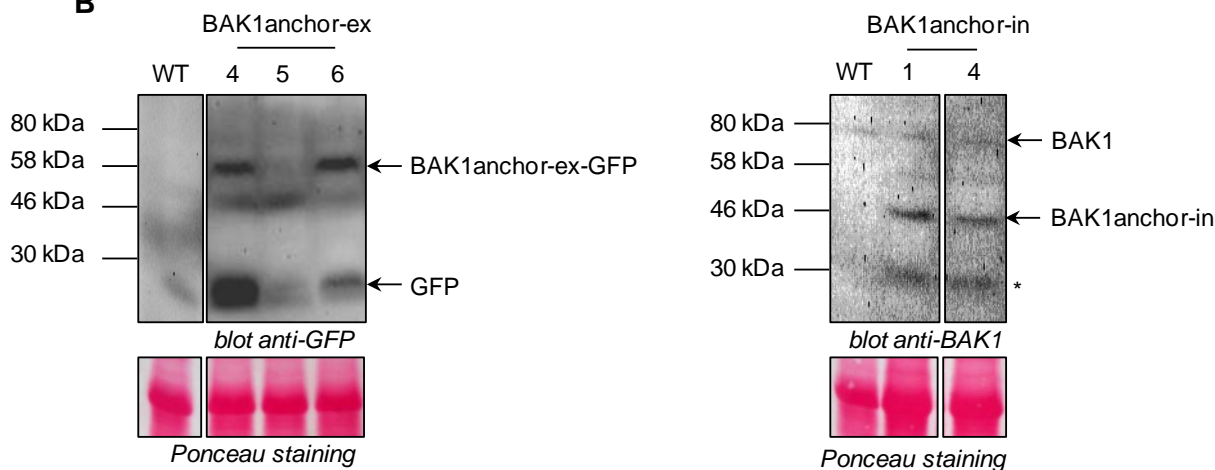 B
BAK1anchor-ex
WT 4 5 6
80 kDa
58 kDa
46 kDa
30 kDa
BAK1anchor-ex-GFP
GFP
blot anti-GFP
Ponceau staining
BAK1anchor-in
WT 1 4
80 kDa
58 kDa
46 kDa
30 kDa
BAK1
BAK1anchor-in
*
blot anti-BAK1
Ponceau staining